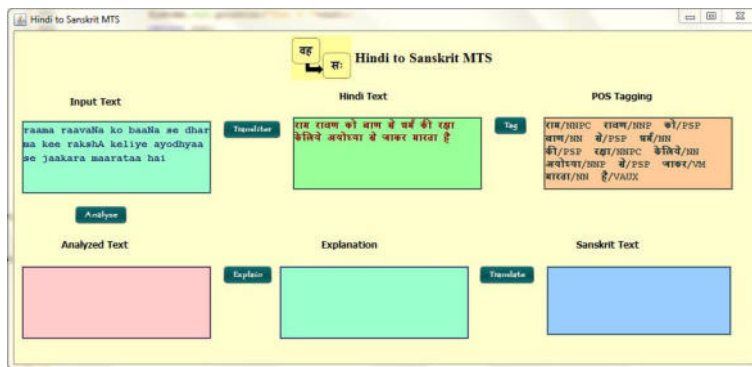 Hindi to Sanskrit MTS
वह
सः
Hindi to Sanskrit MTS
Input Text
Hindi Text
POS Tagging
raama raavaNa ko baaNa se dhar
ma kee rakshA keliye ayodhyaa
se jaakara maarataa hai
Transliter
राम रावण को बाण से धर्म की रक्षा
केलिये अयोध्या से जाकर मारता है
Tag
राम/NNPC रावण/NNP को/PSP
बाण/NN से/PSP धर्म/NN
की/PSP रक्षा/NNPC केलिये/NN
अयोध्या/NNP से/PSP जाकर/VM
मारता/NN है/VAUX
Analyse
Analyzed Text
Explanation
Sanskrit Text
Explain
Translate